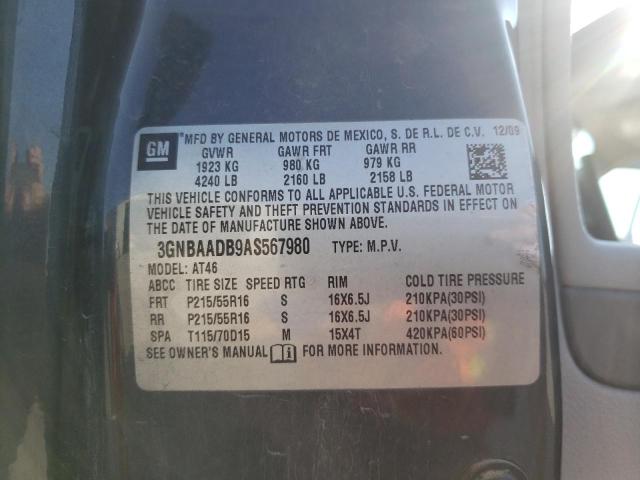 GM ® MFD BY GENERAL MOTORS DE MEXICO, S. DE R.L. DE C.V. 12/09
GVWR GAWR FRT GAWR RR
1923 KG 980 KG 979 KG
4240 LB 2160 LB 2158 LB
THIS VEHICLE CONFORMS TO ALL APPLICABLE U.S. FEDERAL MOTOR
VEHICLE SAFETY AND THEFT PREVENTION STANDARDS IN EFFECT ON
THE DATE OF MANUFACTURE SHOWN ABOVE.
3GNBAADB9AS567980 TYPE: M.P.V.
MODEL: AT46
ABCC TIRE SIZE SPEED RTG RIM COLD TIRE PRESSURE
FRT P215/55R16 S 16X6.5J 210KPA(30PSI)
RR P215/55R16 S 16X6.5J 210KPA(30PSI)
SPA T115/70D15 M 15X4T 420KPA(60PSI)
SEE OWNER'S MANUAL i FOR MORE INFORMATION.